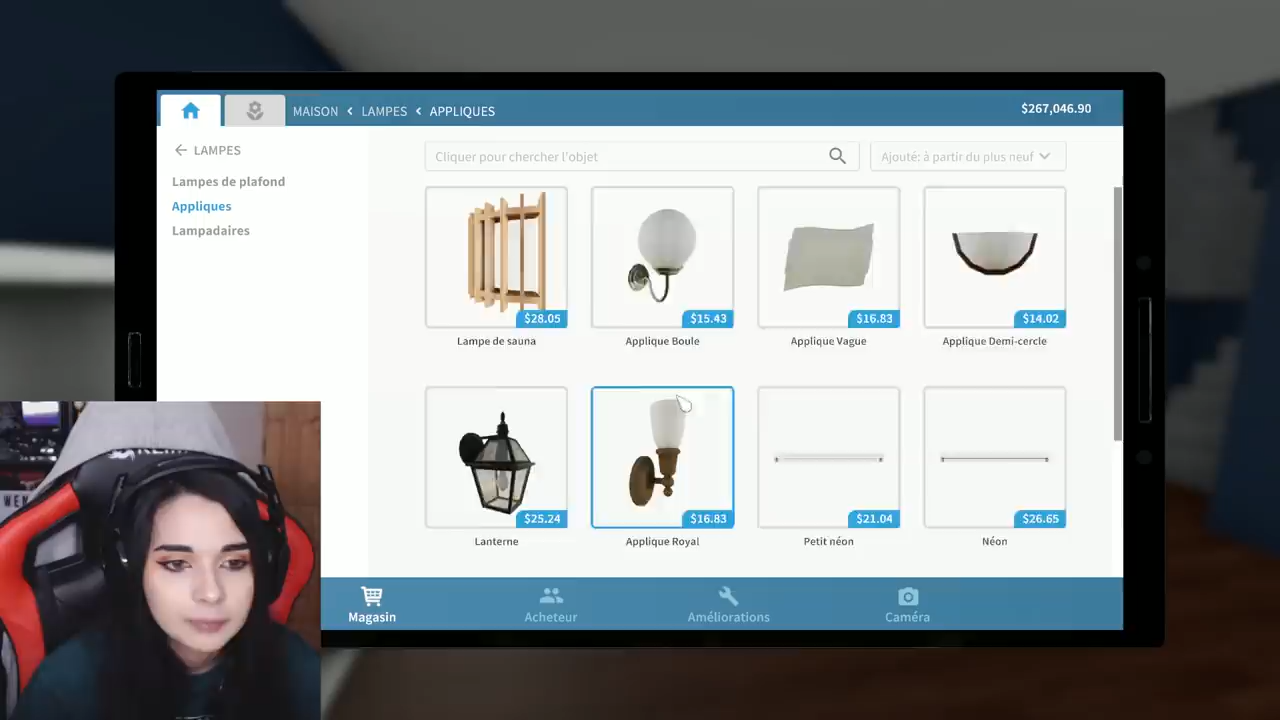 MAISON < LAMPES < APPLIQUES
$267,046.90
← LAMPES
Lampes de plafond
Appliques
Lampadaires
Cliquer pour chercher l'objet
Ajouté: à partir du plus neuf
$28.05
$15.43
$16.83
$14.02
Lampe de sauna
Applique Boule
Applique Vague
Applique Demi-cercle
$25.24
$16.83
$21.04
$26.65
Lanterne
Applique Royal
Petit néon
Néon
Magasin
Acheteur
Améliorations
Caméra